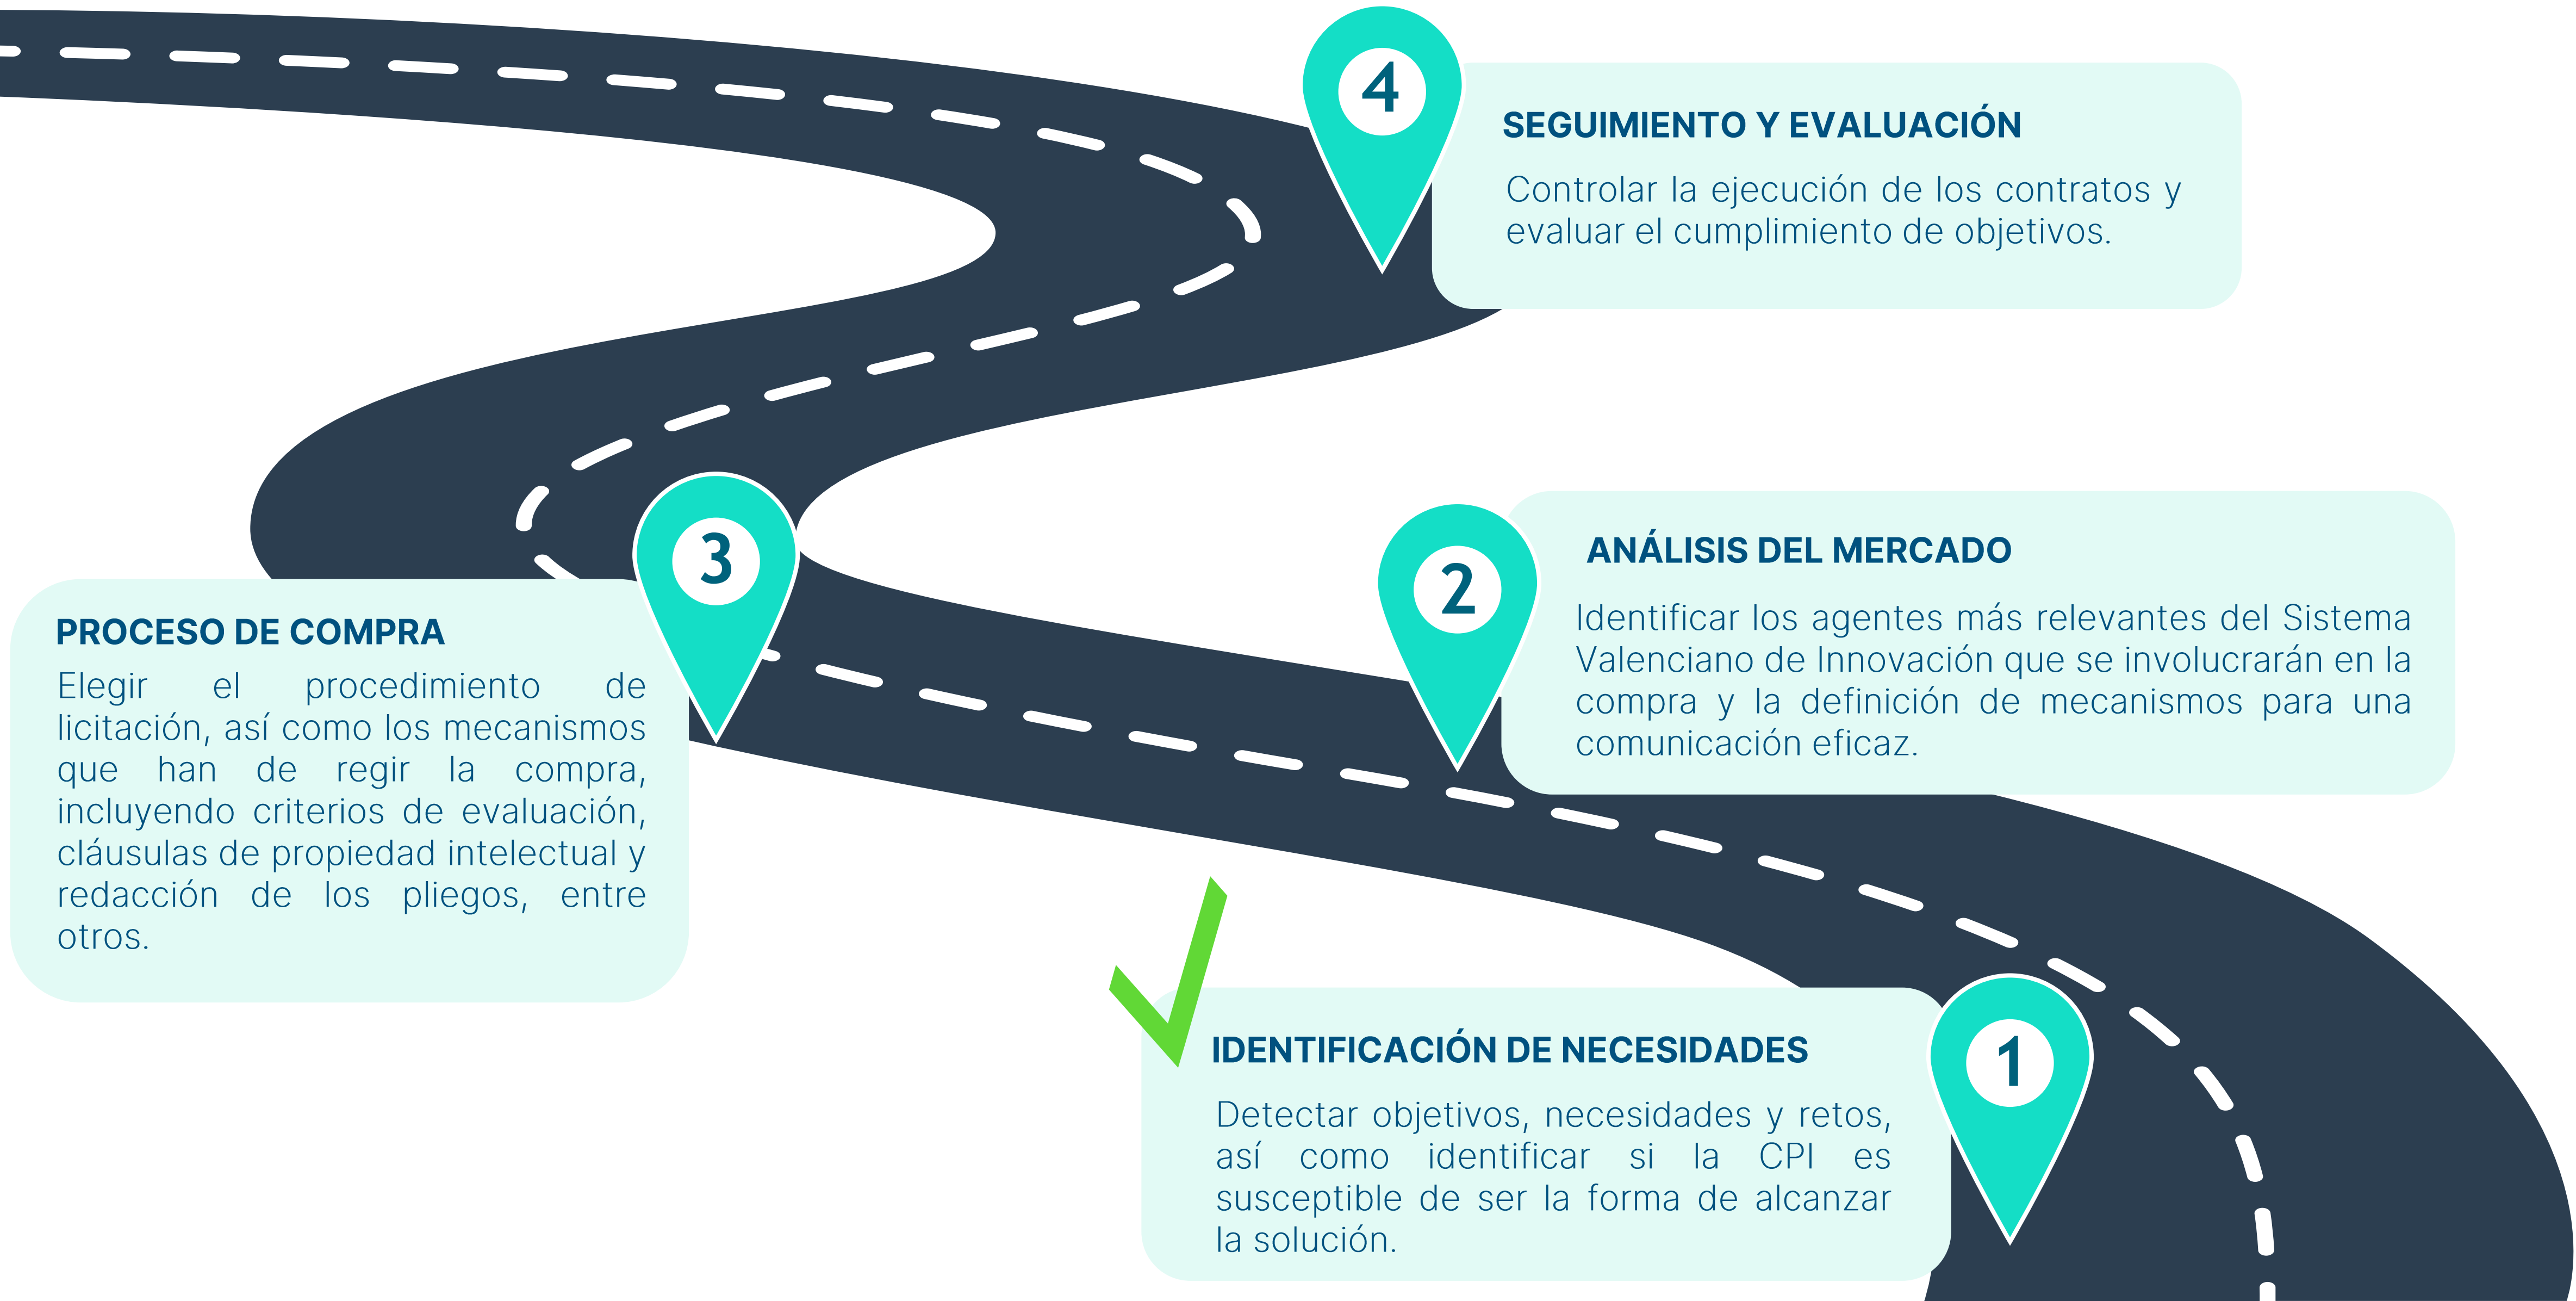 4
SEGUIMIENTO Y EVALUACIÓN
Controlar la ejecución de los contratos y
evaluar el cumplimiento de objetivos.
3
PROCESO DE COMPRA
Elegir el procedimiento de
licitación, así como los mecanismos
que han de regir la compra,
incluyendo criterios de evaluación,
cláusulas de propiedad intelectual y
redacción de los pliegos, entre
otros.
2
ANÁLISIS DEL MERCADO
Identificar los agentes más relevantes del Sistema
Valenciano de Innovación que se involucrarán en la
compra y la definición de mecanismos para una
comunicación eficaz.
1
IDENTIFICACIÓN DE NECESIDADES
Detectar objetivos, necesidades y retos,
así como identificar si la CPI es
susceptible de ser la forma de alcanzar
la solución.